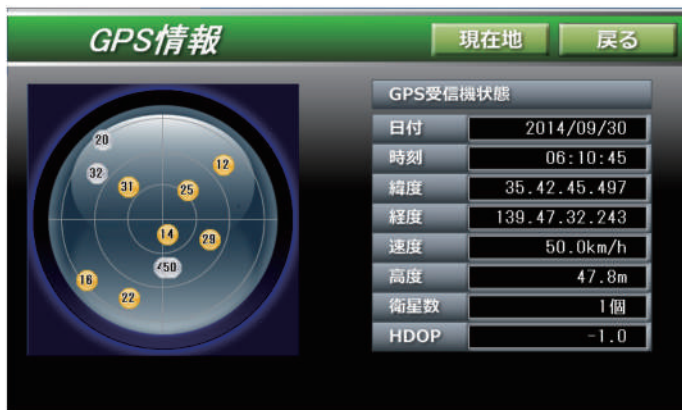 GPS情報
現在地
戻る
20
12
32
31
25
14
29
50
16
22
GPS受信機状態
日付 2014/09/30
時刻 06:10:45
緯度 35.42.45.497
経度 139.47.32.243
速度 50.0km/h
高度 47.8m
衛星数 1個
HDOP -1.0